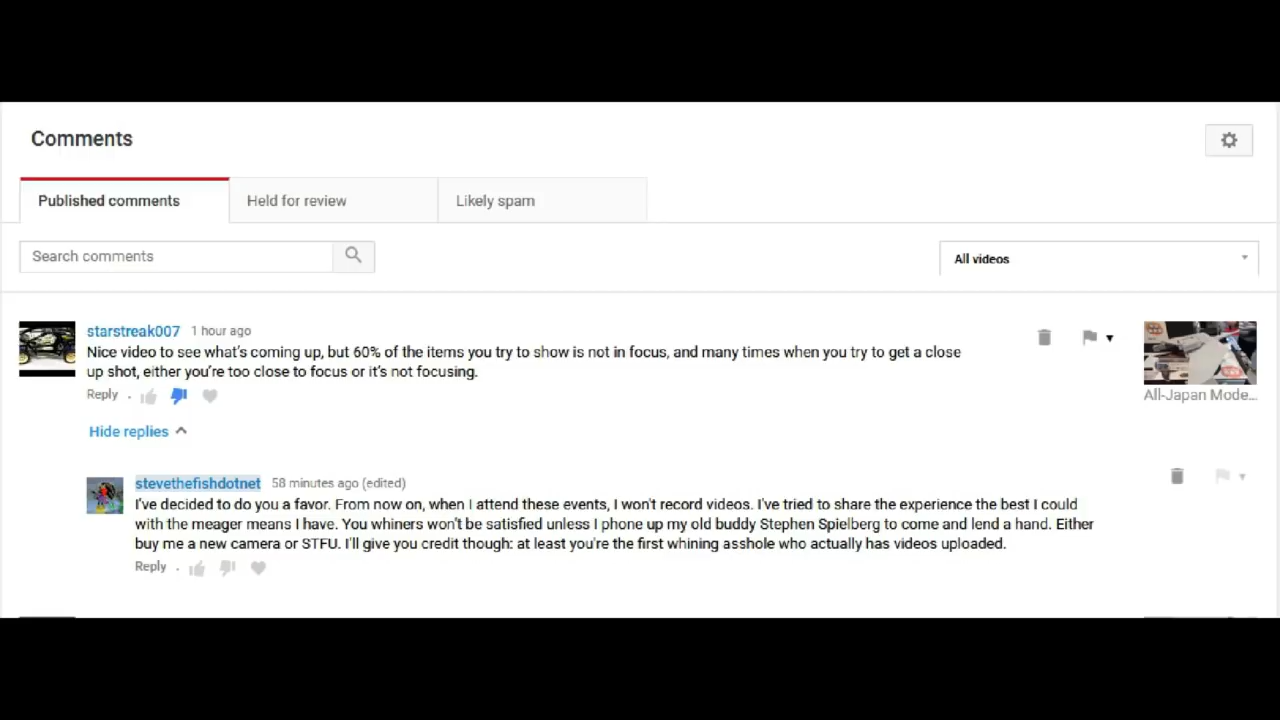 Comments
Published comments
Held for review
Likely spam
Search comments
All videos
starstreak007 1 hour ago
Nice video to see what's coming up, but 60% of the items you try to show is not in focus, and many times when you try to get a close
up shot, either you're too close to focus or it's not focusing.
Reply
All-Japan Mode...
Hide replies
stevethefishdotnet 58 minutes ago (edited)
I've decided to do you a favor. From now on, when I attend these events, I won't record videos. I've tried to share the experience the best I could
with the meager means I have. You whiners won't be satisfied unless I phone up my old buddy Stephen Spielberg to come and lend a hand. Either
buy me a new camera or STFU. I'll give you credit though: at least you're the first whining asshole who actually has videos uploaded.
Reply